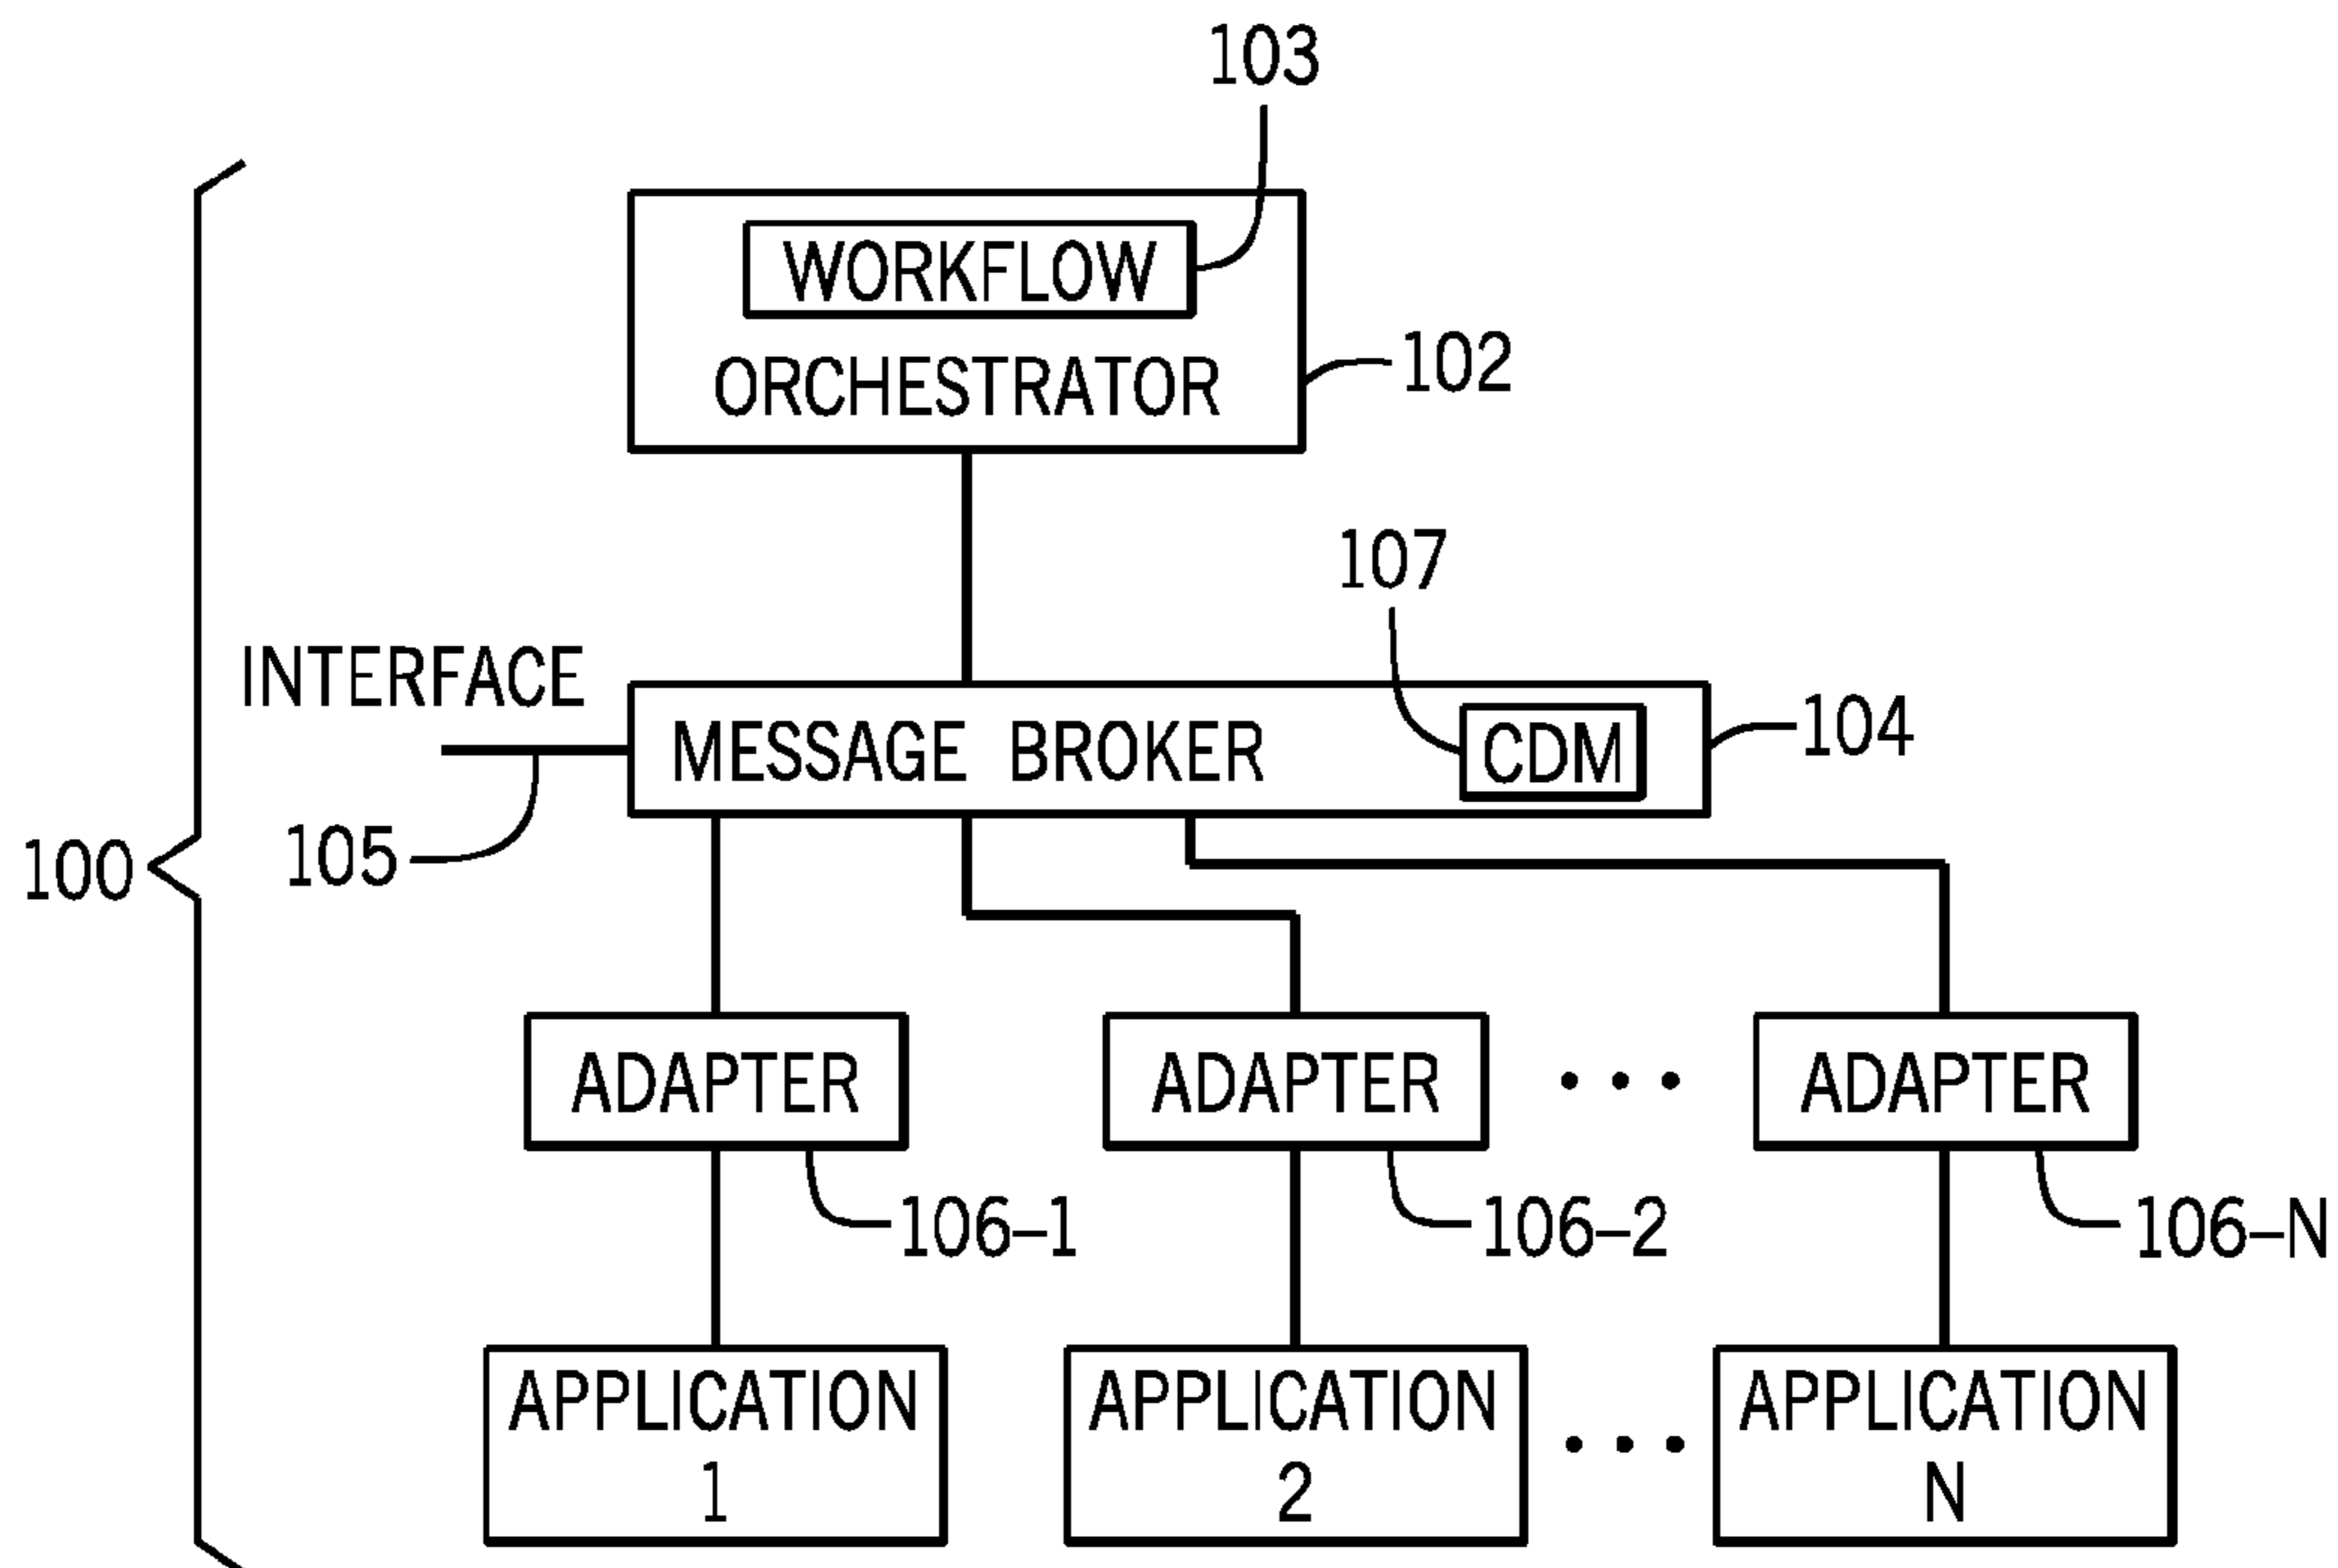 103
WORKFLOW
ORCHESTRATOR
102
107
INTERFACE
MESSAGE BROKER
CDM
104
105
100
ADAPTER
ADAPTER
ADAPTER
106-1
106-2
106-N
APPLICATION
1
APPLICATION
2
APPLICATION
N